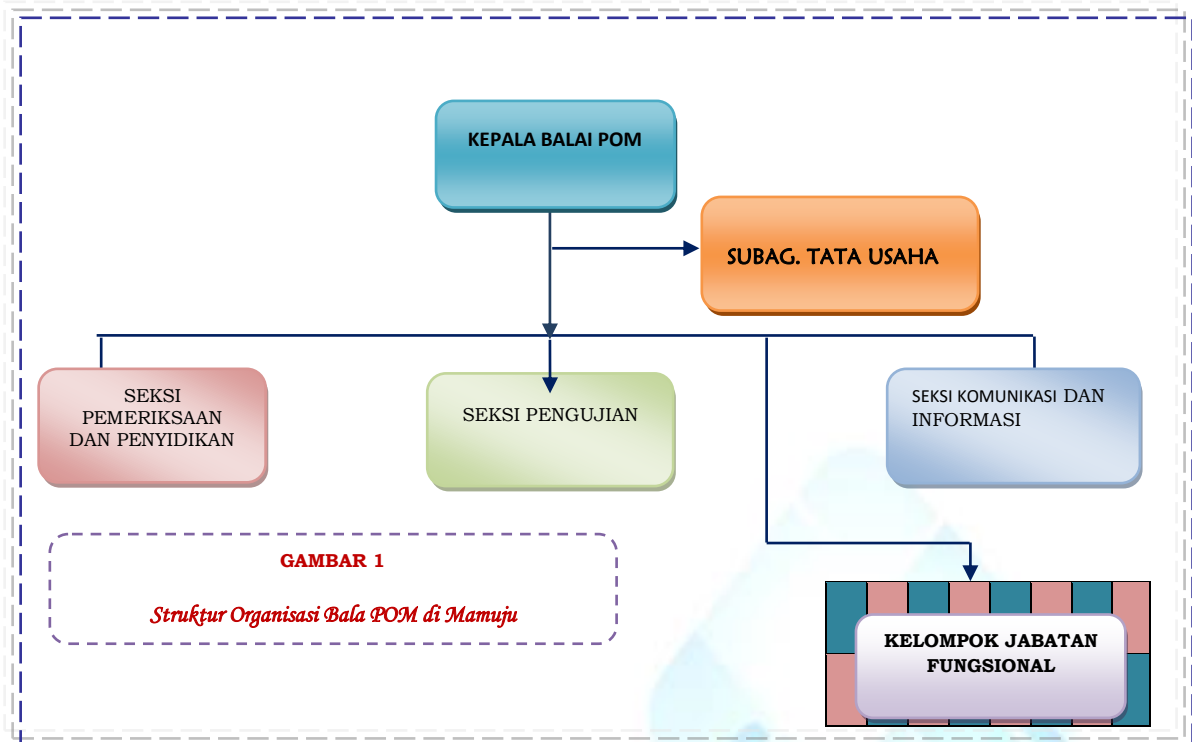 KEPALA BALAI POM
SUBAG. TATA USAHA
SEKSI
PEMERIKSAAN
DAN PENYIDIKAN
SEKSI PENGUJIAN
SEKSI KOMUNIKASI DAN
INFORMASI
GAMBAR 1
Struktur Organisasi Bala POM di Mamuju
KELOMPOK JABATAN
FUNGSIONAL